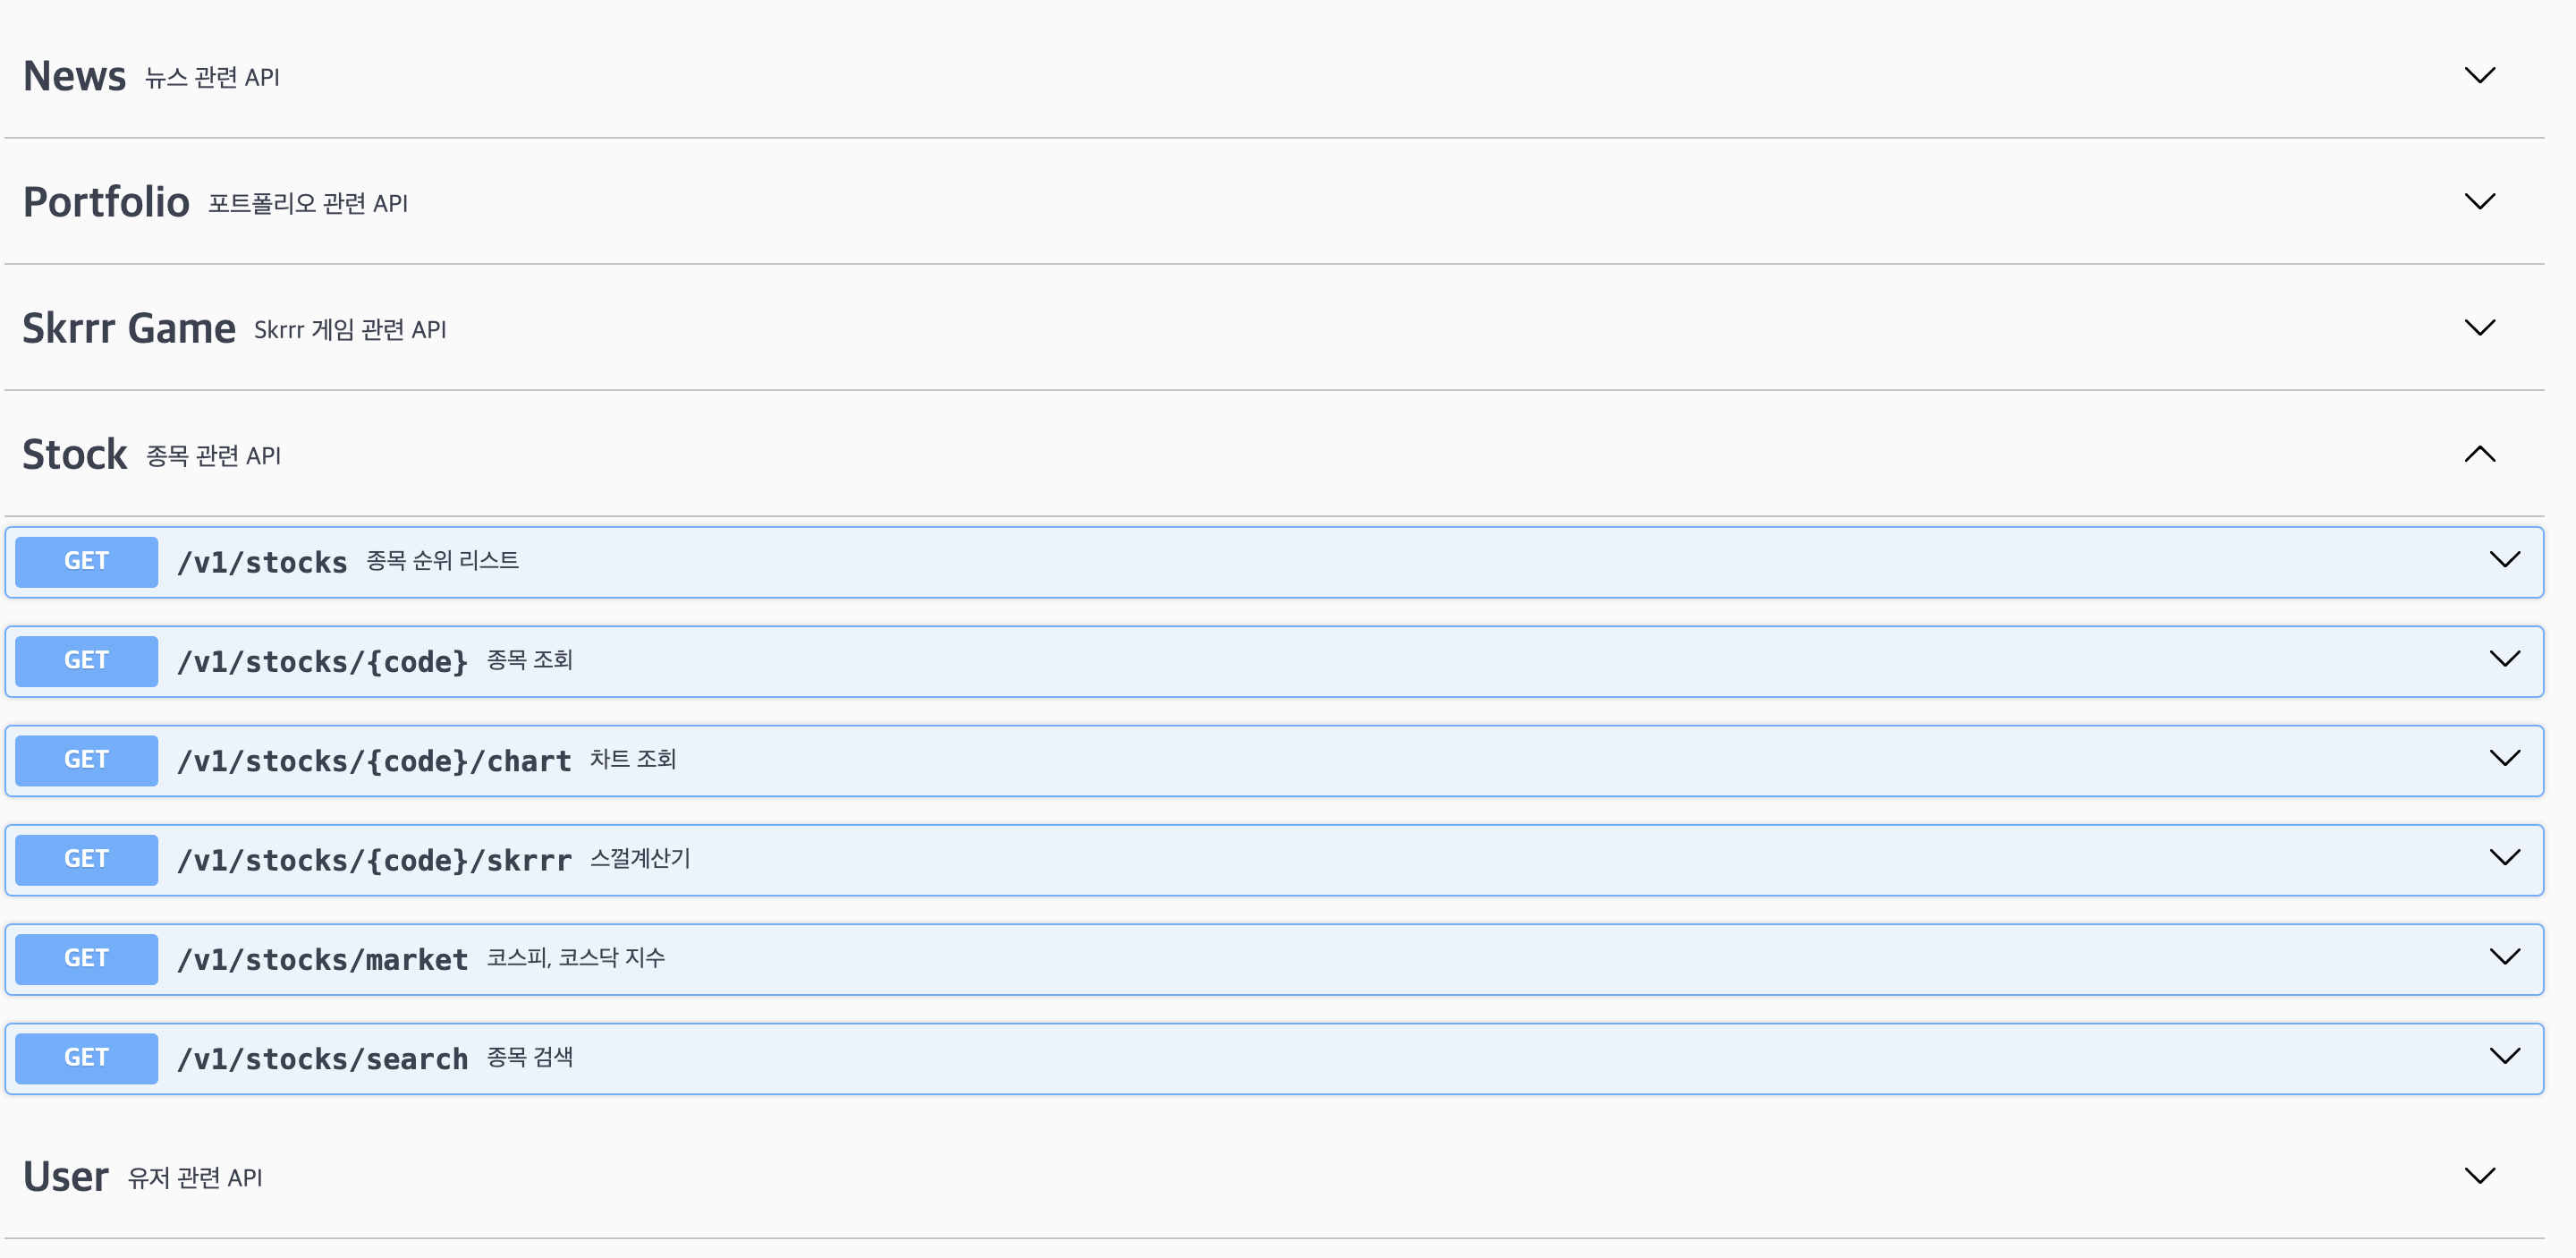 News 뉴스 관련 API
Portfolio 포트폴리오 관련 API
Skrrr Game Skrrr 게임 관련 API
Stock 종목 관련 API
GET /v1/stocks 종목 순위 리스트
GET /v1/stocks/{code} 종목 조회
GET /v1/stocks/{code}/chart 차트 조회
GET /v1/stocks/{code}/skrrr 스껄계산기
GET /v1/stocks/market 코스피, 코스닥 지수
GET /v1/stocks/search 종목 검색
User 유저 관련 API